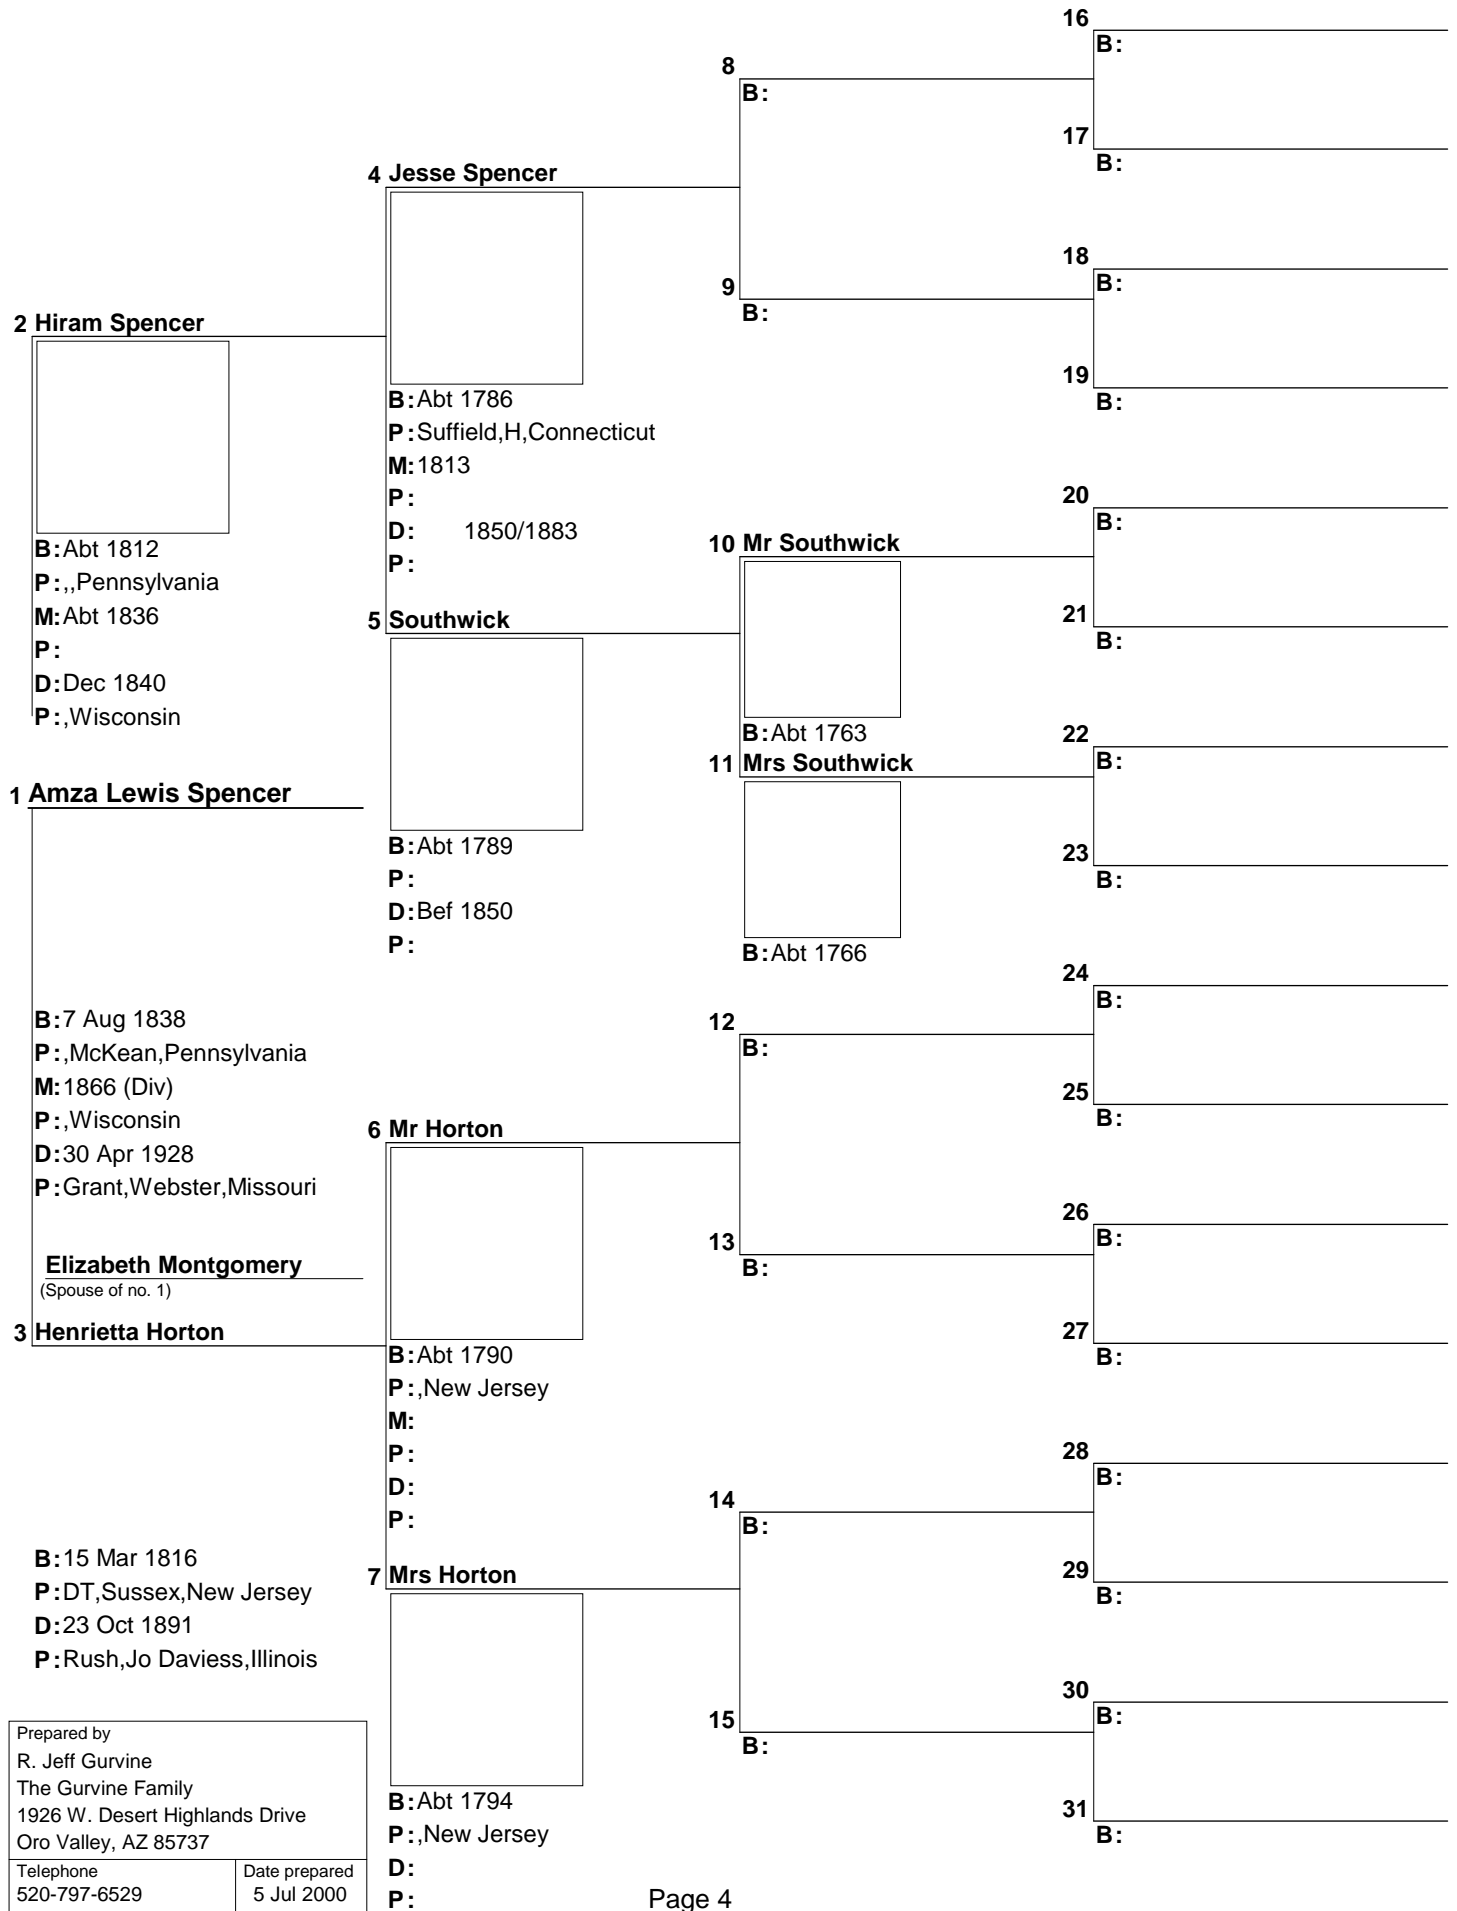 16
B:
8
B:
17
B:
4 Jesse Spencer
18
B:
9
B:
2 Hiram Spencer
19
B:
B:Abt 1786
P:Suffield,H,Connecticut
M:1813
P:
D: 1850/1883
P:
20
B:
10 Mr Southwick
B:Abt 1812
P:,,Pennsylvania
M:Abt 1836
P:
D:Dec 1840
P:,Wisconsin
5 Southwick
21
B:
B:Abt 1763
22
B:
11 Mrs Southwick
1 Amza Lewis Spencer
B:Abt 1789
P:
D:Bef 1850
P:
23
B:
B:Abt 1766
24
B:
B:7 Aug 1838
P:,McKean,Pennsylvania
M:1866 (Div)
P:,Wisconsin
D:30 Apr 1928
P:Grant,Webster,Missouri
12
B:
25
B:
6 Mr Horton
26
B:
13
B:
Elizabeth Montgomery
(Spouse of no. 1)
3 Henrietta Horton
27
B:
B:Abt 1790
P:,New Jersey
M:
P:
D:
P:
28
B:
14
B:
B:15 Mar 1816
P:DT,Sussex,New Jersey
D:23 Oct 1891
P:Rush,Jo Daviess,Illinois
7 Mrs Horton
29
B:
30
B:
15
B:
B:Abt 1794
P:,New Jersey
D:
P:
31
B:
Prepared by
R. Jeff Gurvine
The Gurvine Family
1926 W. Desert Highlands Drive
Oro Valley, AZ 85737
Telephone
520-797-6529
Date prepared
5 Jul 2000
Page 4